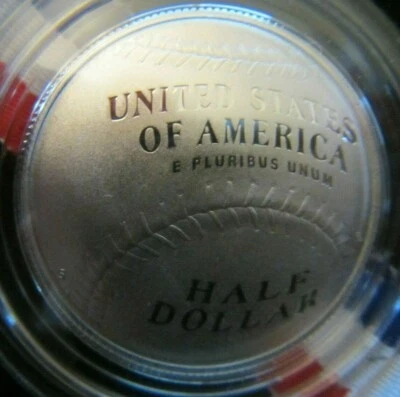 UNITED STATES
OF AMERICA
E PLURIBUS UNUM
S
HALF
DOLLAR